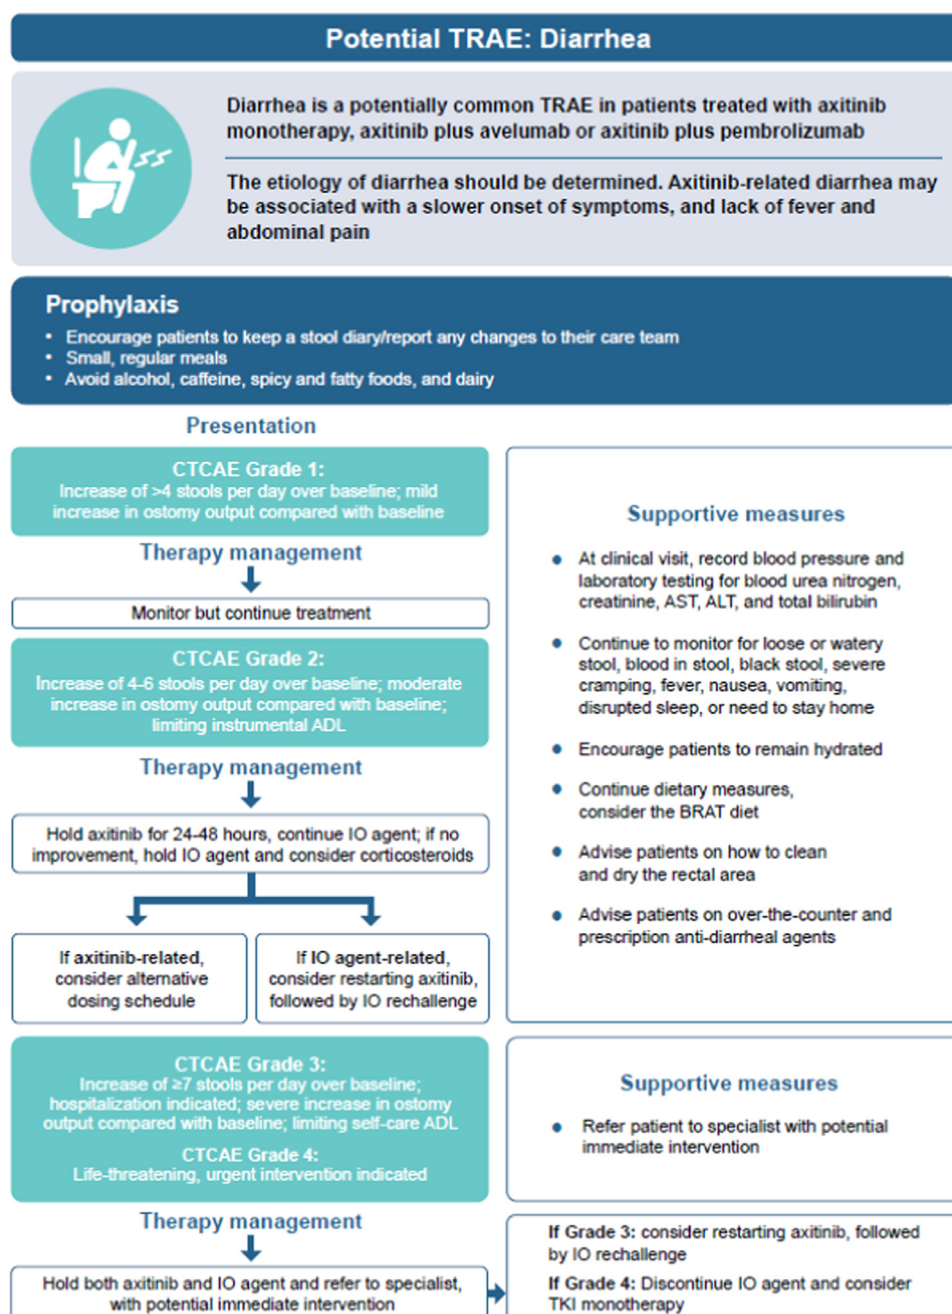 Potential TRAE: Diarrhea
Diarrhea is a potentially common TRAE in patients treated with axitinib
monotherapy, axitinib plus avelumab or axitinib plus pembrolizumab
The etiology of diarrhea should be determined. Axitinib-related diarrhea may
be associated with a slower onset of symptoms, and lack of fever and
abdominal pain
Prophylaxis
• Encourage patients to keep a stool diary/report any changes to their care team
• Small, regular meals
• Avoid alcohol, caffeine, spicy and fatty foods, and dairy
Presentation
CTCAE Grade 1:
Increase of >4 stools per day over baseline; mild
increase in ostomy output compared with baseline
Therapy management
Monitor but continue treatment
CTCAE Grade 2:
Increase of 4–6 stools per day over baseline; moderate
increase in ostomy output compared with baseline;
limiting instrumental ADL
Therapy management
Hold axitinib for 24-48 hours, continue IO agent; if no
improvement, hold IO agent and consider corticosteroids
If axitinib-related,
consider alternative
dosing schedule
If IO agent-related,
consider restarting axitinib,
followed by IO rechallenge
Supportive measures
• At clinical visit, record blood pressure and
laboratory testing for blood urea nitrogen,
creatinine, AST, ALT, and total bilirubin
• Continue to monitor for loose or watery
stool, blood in stool, black stool, severe
cramping, fever, nausea, vomiting,
disrupted sleep, or need to stay home
• Encourage patients to remain hydrated
• Continue dietary measures,
consider the BRAT diet
• Advise patients on how to clean
and dry the rectal area
• Advise patients on over-the-counter and
prescription anti-diarrheal agents
CTCAE Grade 3:
Increase of ≥7 stools per day over baseline;
hospitalization indicated; severe increase in ostomy
output compared with baseline; limiting self-care ADL
CTCAE Grade 4:
Life-threatening, urgent intervention indicated
Supportive measures
• Refer patient to specialist with potential
immediate intervention
Therapy management
Hold both axitinib and IO agent and refer to specialist,
with potential immediate intervention
If Grade 3: consider restarting axitinib, followed
by IO rechallenge
If Grade 4: Discontinue IO agent and consider
TKI monotherapy